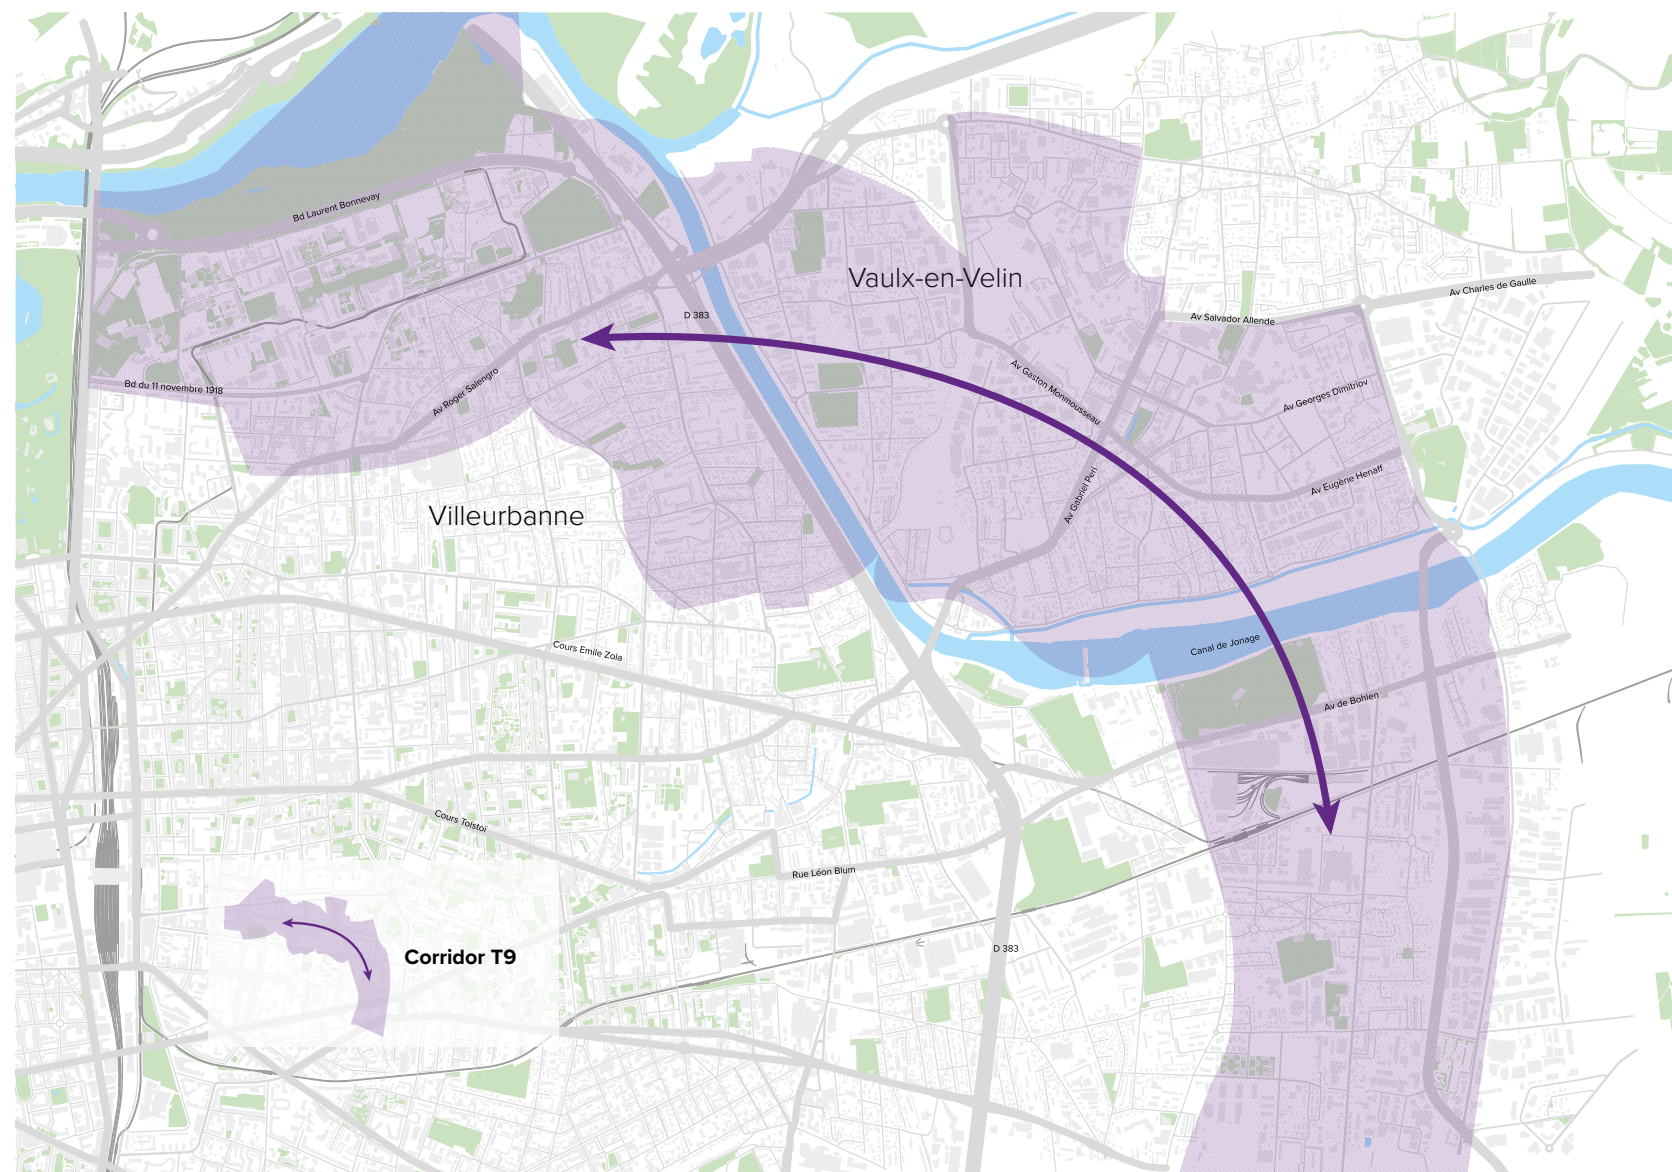 Bd Laurent Bonnevay
Vaulx-en-Velin
Av Charles de Gaulle
D 383
Av Salvador Allende
Bd du 11 novembre 1918
Av Roger Salengro
Av Gaston Monmousseau
Av Georges Dimitriov
Av Gabriel Peri
Av Eugène Henaff
Villeurbanne
Cours Emile Zola
Canal de Jonage
Av de Bohlen
Cours Tolstoi
Rue Léon Blum
Corridor T9
D 383